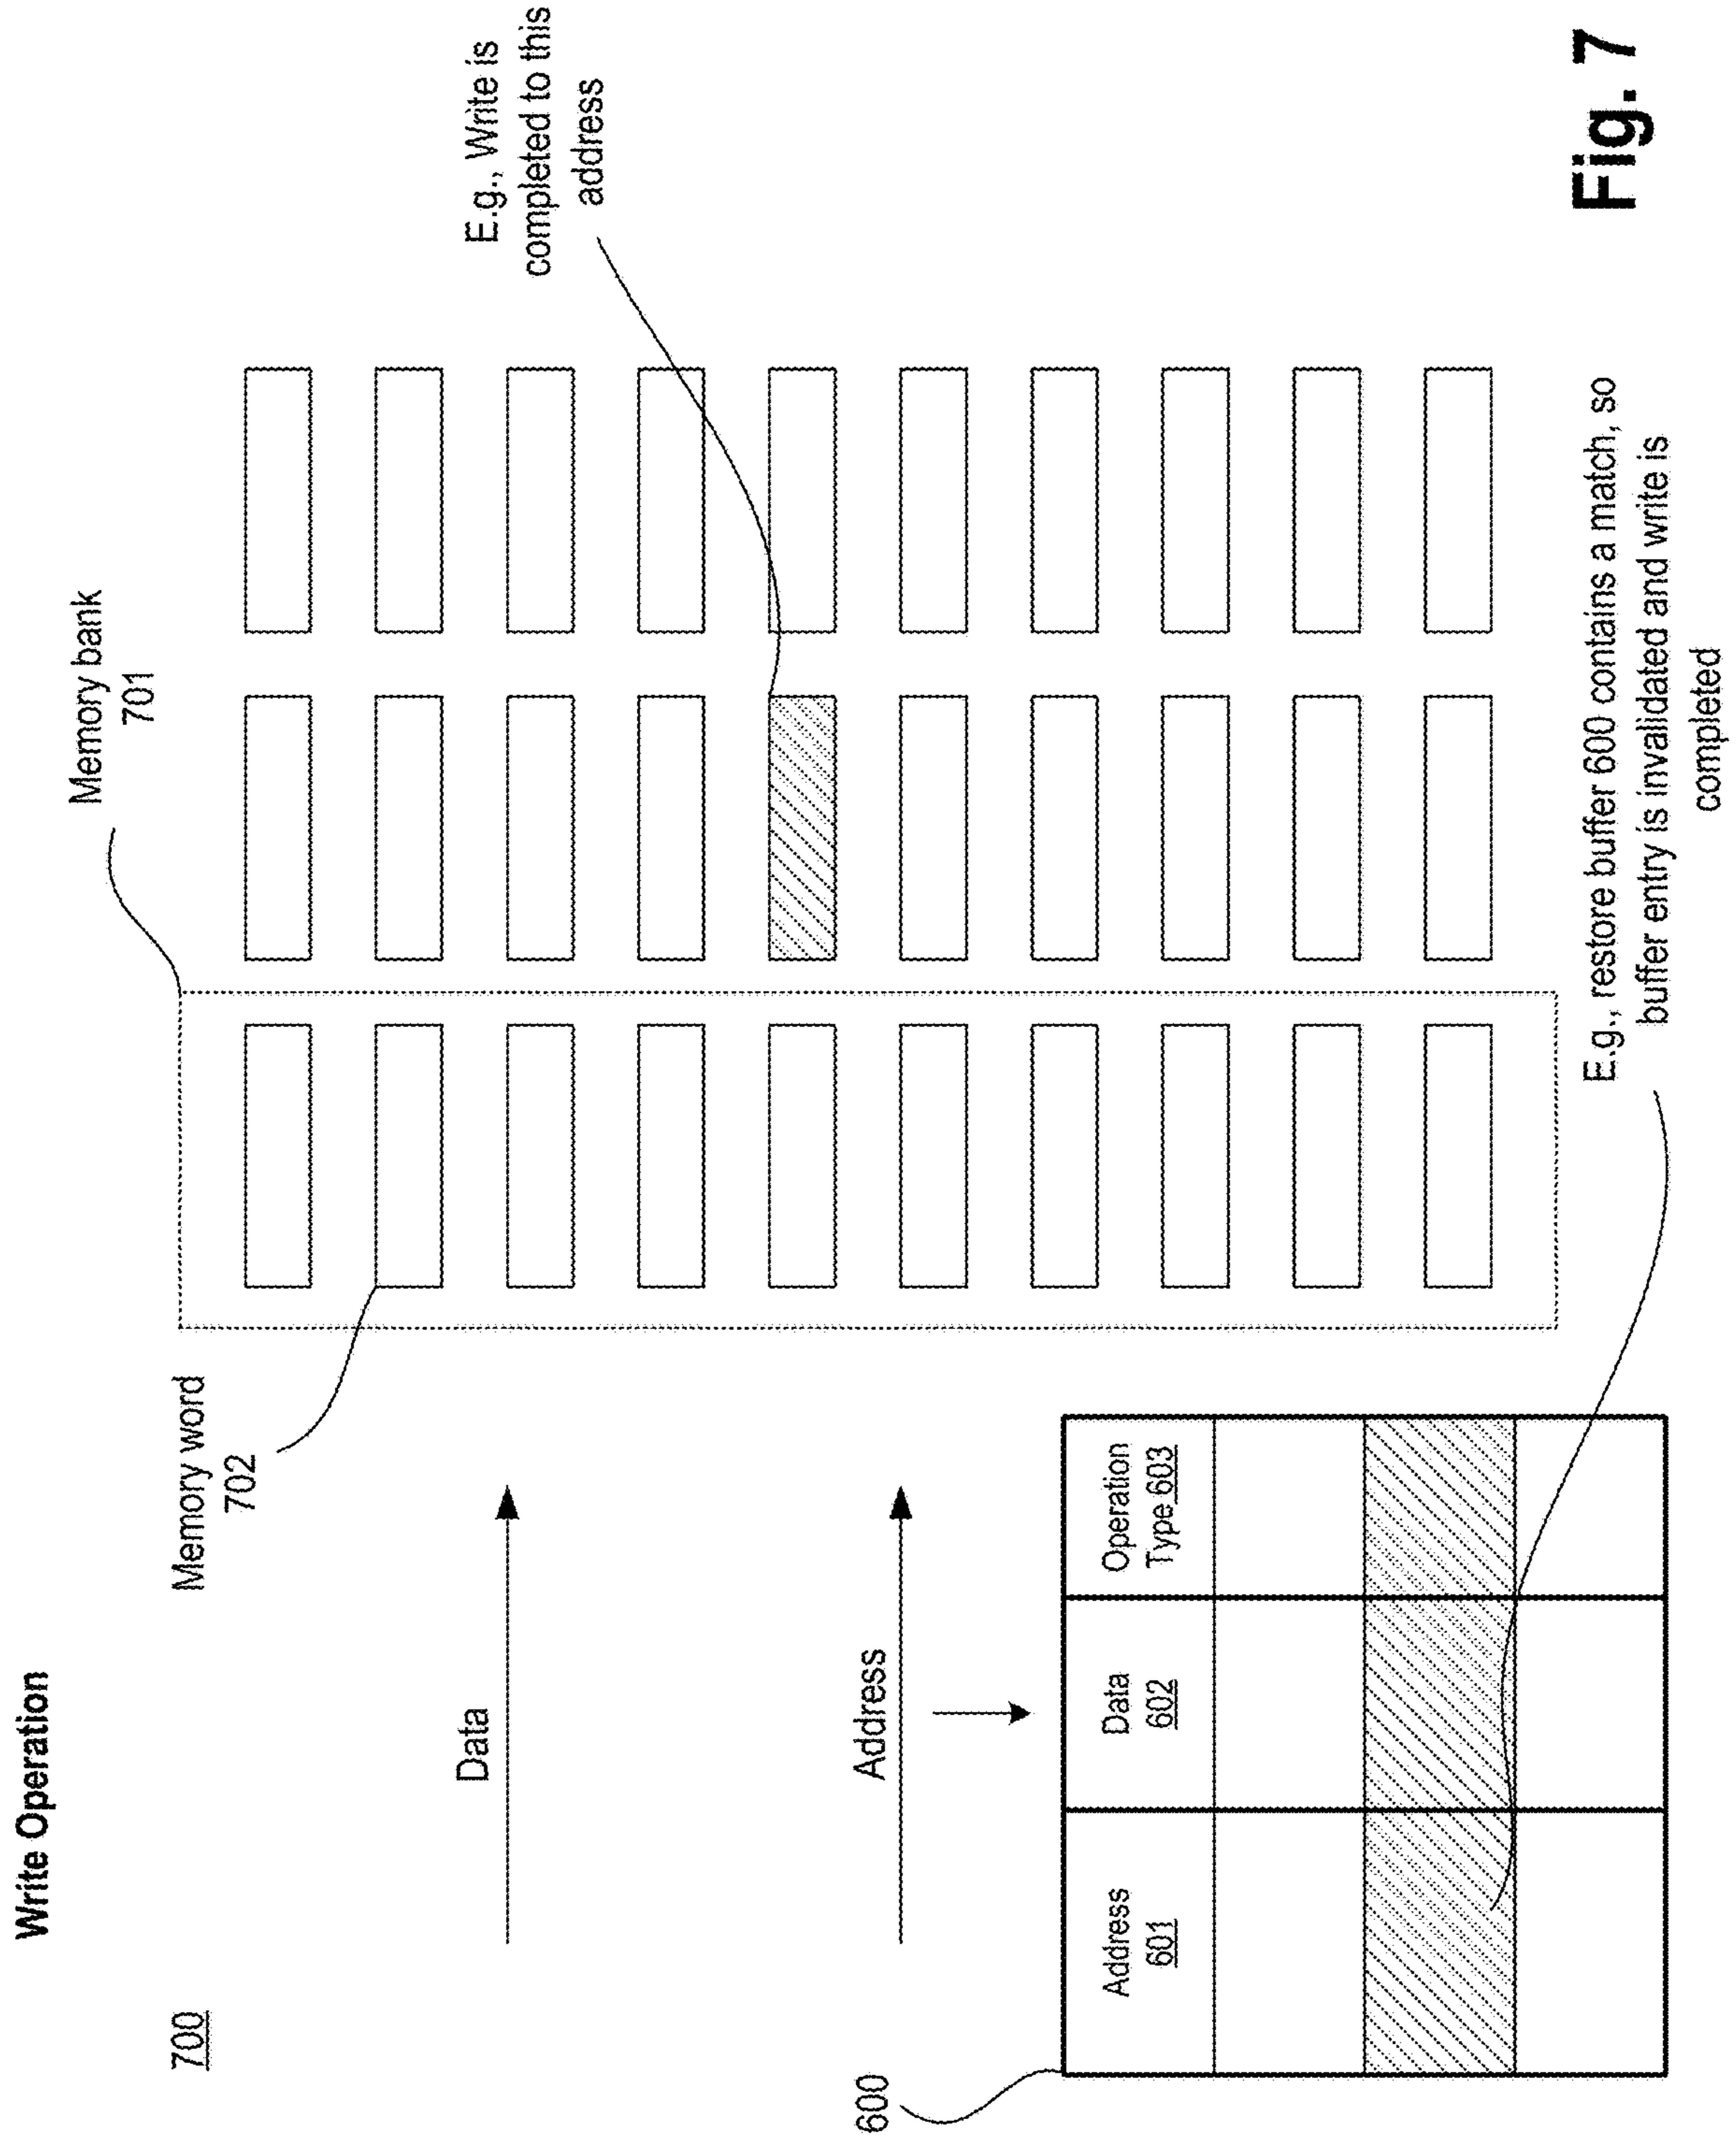 Write Operation
700
Memory word
702
Memory bank
701
Data
E.g., Write is
completed to this
address
Address
600
Address
601
Data
602
Operation
Type 603
E.g., restore buffer 600 contains a match, so
buffer entry is invalidated and write is
completed
Fig. 7